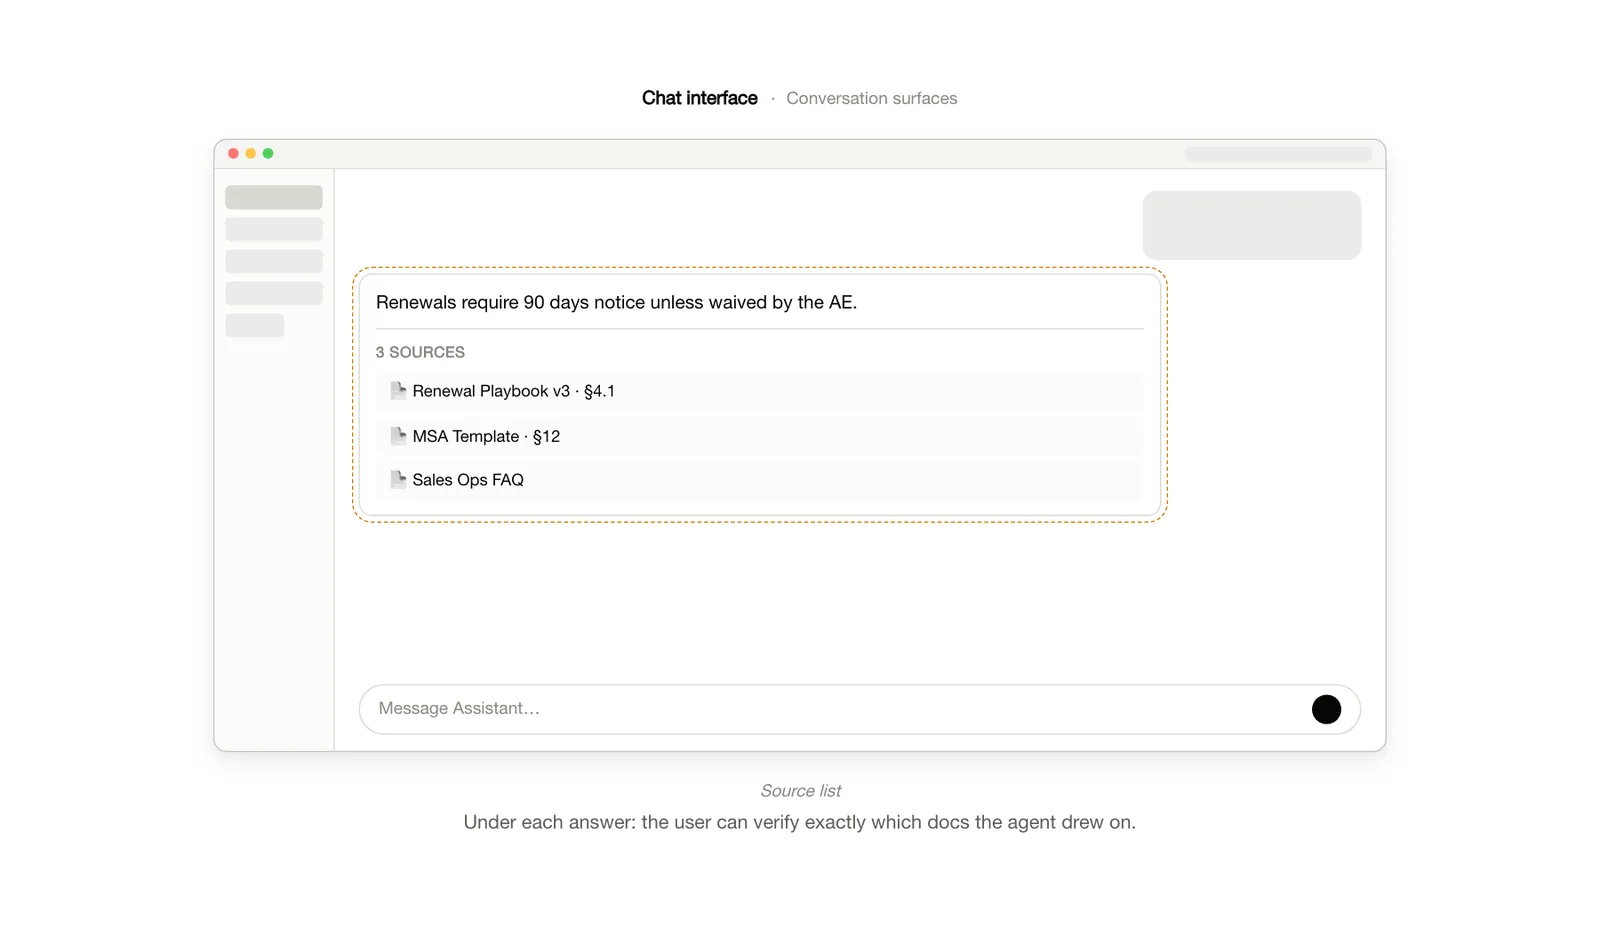 Chat interface · Conversation surfaces
Renewals require 90 days notice unless waived by the AE.
3 SOURCES
Renewal Playbook v3 · §4.1
MSA Template · §12
Sales Ops FAQ
Message Assistant…
Source list
Under each answer: the user can verify exactly which docs the agent drew on.